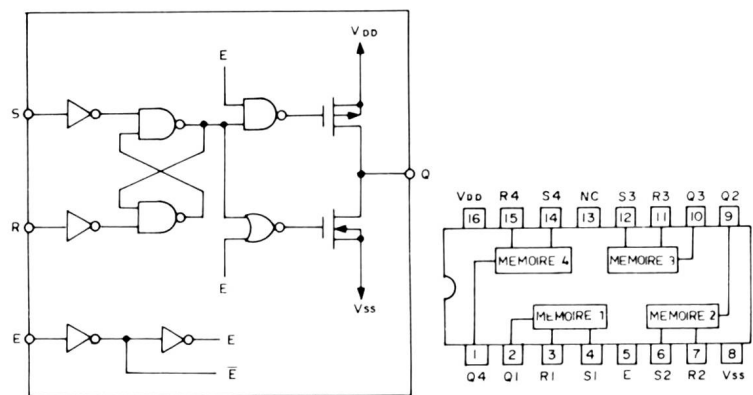 VDD
E
S
Q
R
E
Vss
E
E
E̅
VDD R4 S4 NC S3 R3 Q3 Q2
16 15 14 13 12 11 10 9
MEMOIRE 4 MEMOIRE 3
MEMOIRE 1 MEMOIRE 2
1 2 3 4 5 6 7 8
Q4 Q1 R1 S1 E S2 R2 Vss